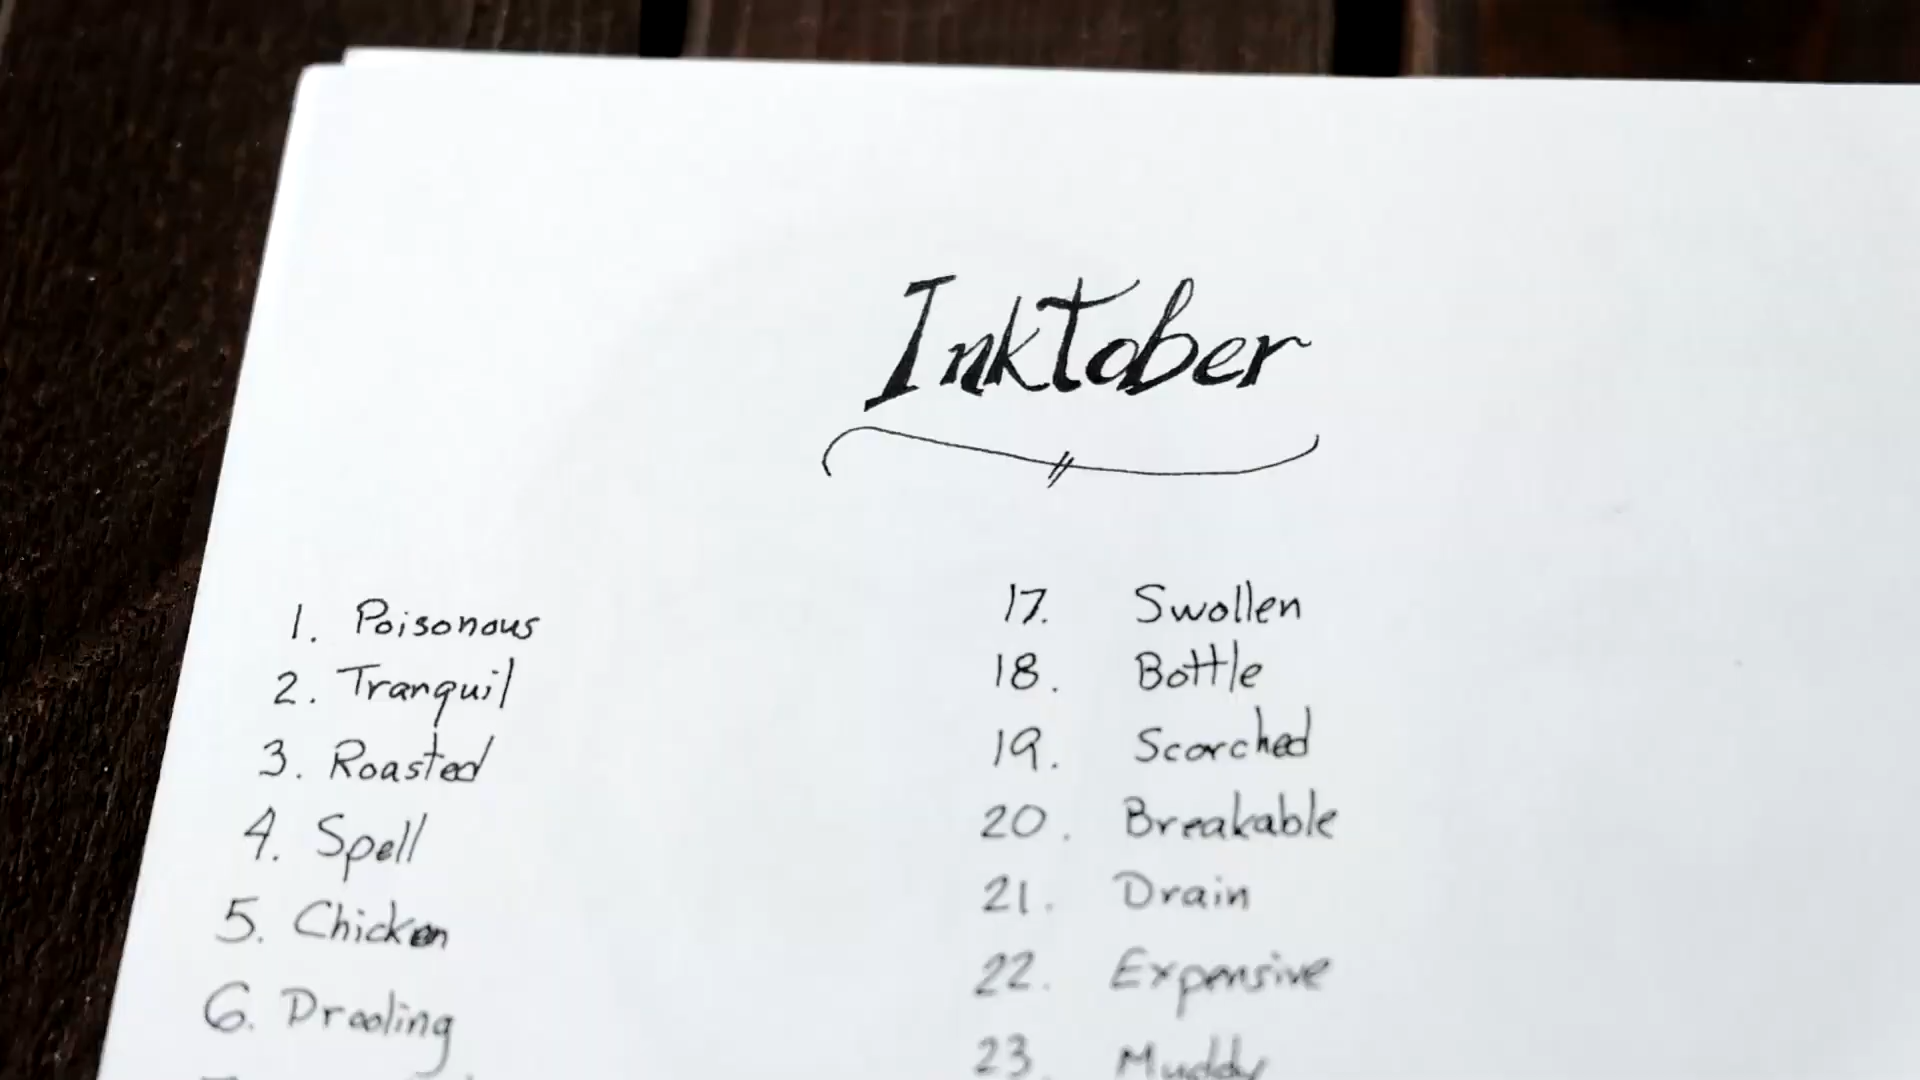 Inktober
1. Poisonous
2. Tranquil
3. Roasted
4. Spell
5. Chicken
6. Drooling
17. Swollen
18. Bottle
19. Scorched
20. Breakable
21. Drain
22. Expensive
23. Muddy